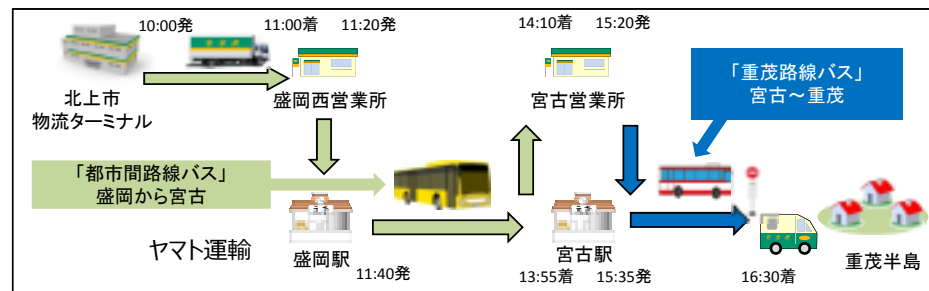 10:00発
11:00着
11:20発
14:10着
15:20発
北上市
物流ターミナル
盛岡西営業所
宮古営業所
「重茂路線バス」
宮古～重茂
「都市間路線バス」
盛岡から宮古
ヤマト運輸
盛岡駅
11:40発
宮古駅
13:55着
15:35発
16:30着
重茂半島